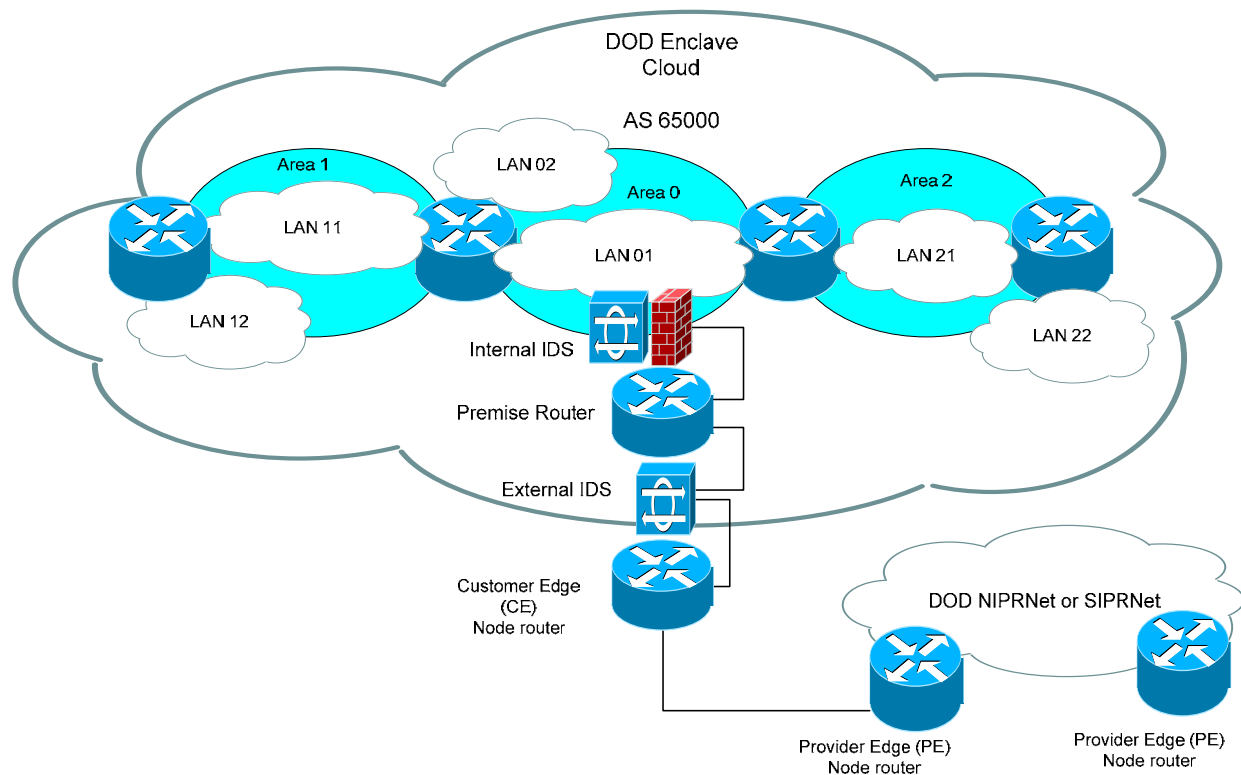 DOD Enclave
Cloud
AS 65000
Area 1
LAN 02
Area 0
Area 2
LAN 11
LAN 01
LAN 21
LAN 12
LAN 22
Internal IDS
Premise Router
External IDS
Customer Edge
(CE)
Node router
DOD NIPRNet or SIPRNet
Provider Edge (PE)
Node router
Provider Edge (PE)
Node router